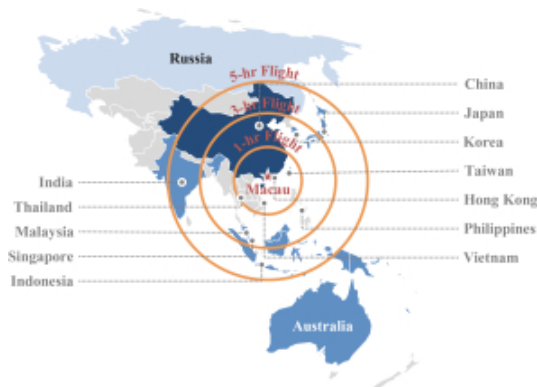 Russia
5-hr Flight
3-hr Flight
1-hr Flight
Macau
India
Thailand
Malaysia
Singapore
Indonesia
China
Japan
Korea
Taiwan
Hong Kong
Philippines
Vietnam
Australia